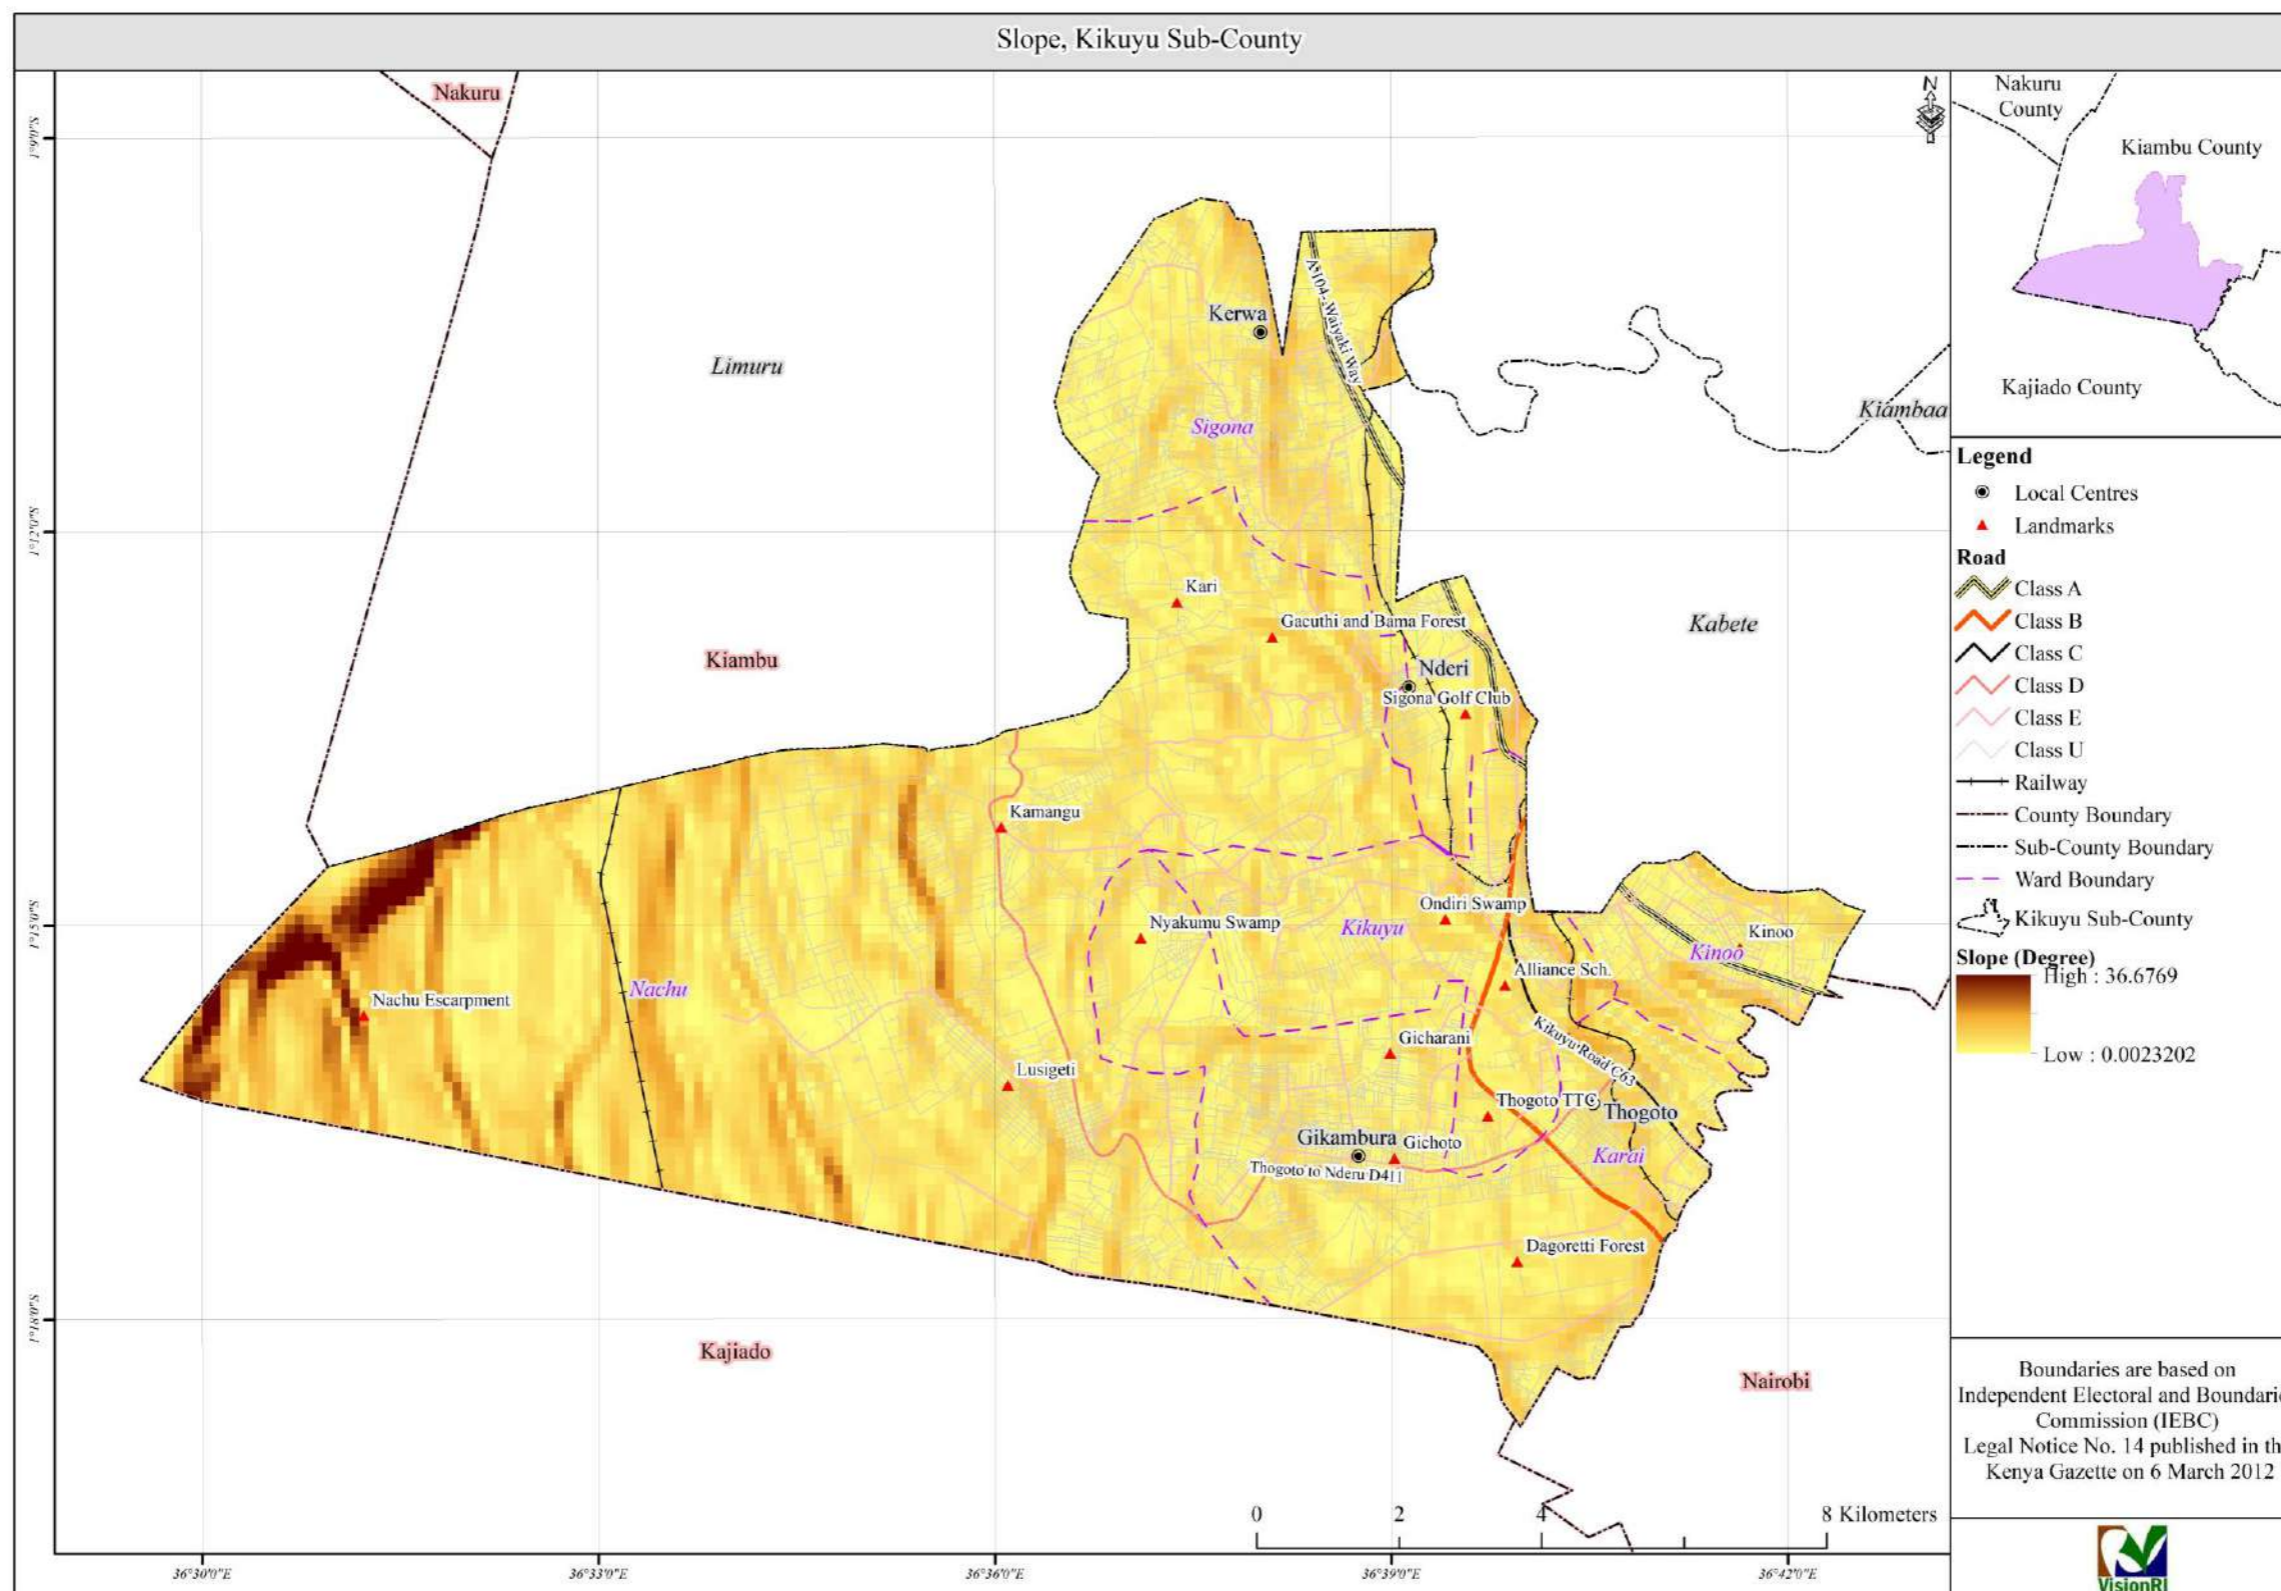 Slope, Kikuyu Sub-County
Nakuru
N
Limuru
Kerwa
A 104- Waiyaki Way
Sigona
Kiambaa
Kari
Gacuthi and Bama Forest
Kabete
Kiambu
Nderi
Sigona Golf Club
Kamangu
Nyakumu Swamp
Kikuyu
Ondiri Swamp
Kinoo
Kinoo
Alliance Sch.
Nachu
Nachu Escarpment
Gicharani
Kikuyu Road C63
Lusigeti
Thogoto TTC
Thogoto
Gikambura
Gichoto
Thogoto to Nderu D411
Karai
Dagoretti Forest
Kajiado
Nairobi
0 2 4 8 Kilometers
1°9'0"S
1°12'0"S
1°15'0"S
1°18'0"S
36°30'0"E
36°33'0"E
36°36'0"E
36°39'0"E
36°42'0"E
Nakuru
County
Kiambu County
Kajiado County
Legend
Local Centres
Landmarks
Road
Class A
Class B
Class C
Class D
Class E
Class U
Railway
County Boundary
Sub-County Boundary
Ward Boundary
Kikuyu Sub-County
Slope (Degree)
High : 36.6769
Low : 0.0023202
Boundaries are based on
Independent Electoral and Boundari
Commission (IEBC)
Legal Notice No. 14 published in th
Kenya Gazette on 6 March 2012
VisionRI